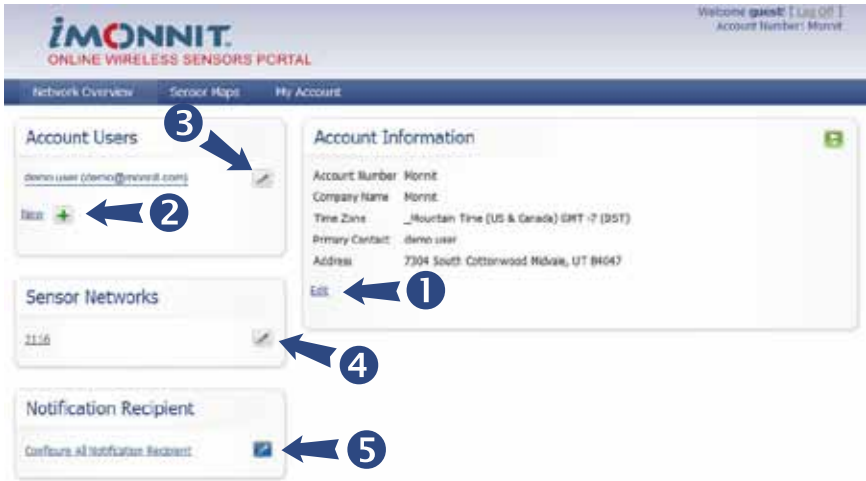 Welcome guest! [ Log Off ]
Account Number: Monnit
iMONNIT
ONLINE WIRELESS SENSORS PORTAL
Network Overview Sensor Maps My Account
Account Users
demo user (demo@monnit.com)
New
3
2
Account Information
Account Number Monnit
Company Name Monnit
Time Zone _Mountain Time (US & Canada) GMT -7 (DST)
Primary Contact demo user
Address 7304 South Cottonwood Midvale, UT 84047
Edit
1
Sensor Networks
2116
4
Notification Recipient
Configure All Notification Recipient
5